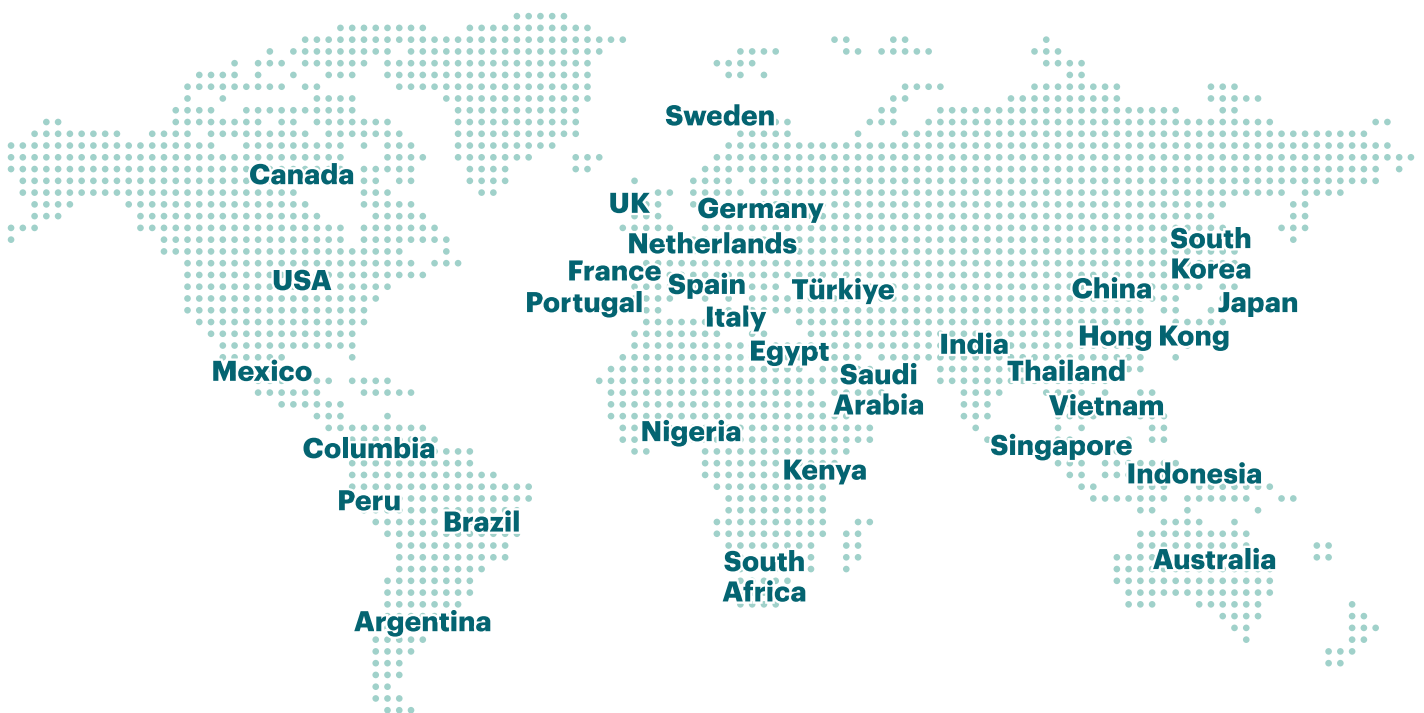 Sweden
Canada
UK
Germany
South
Korea
Netherlands
France
USA
Spain
Türkiye
China
Portugal
Japan
Italy
Hong Kong
India
Egypt
Mexico
Saudi
Arabia
Thailand
Vietnam
Nigeria
Columbia
Singapore
Kenya
Indonesia
Peru
Brazil
South
Africa
Australia
Argentina